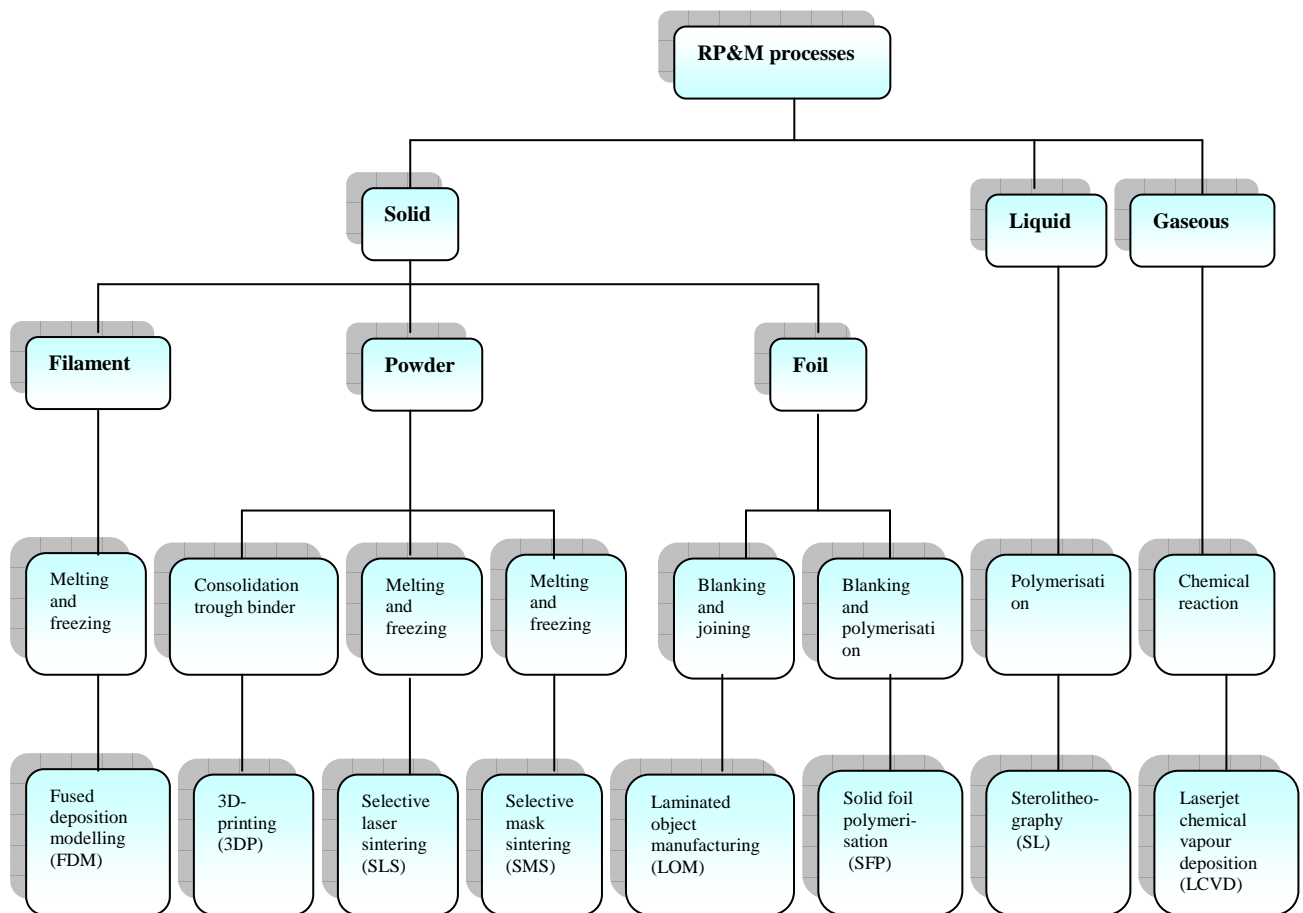 RP&M processes
Solid
Liquid
Gaseous
Filament
Powder
Foil
Melting
and
freezing
Consolidation
trough binder
Melting
and
freezing
Melting
and
freezing
Blanking
and
joining
Blanking
and
polymerisati
on
Polymerisati
on
Chemical
reaction
Fused
deposition
modelling
(FDM)
3D-
printing
(3DP)
Selective
laser
sintering
(SLS)
Selective
mask
sintering
(SMS)
Laminated
object
manufacturing
(LOM)
Solid foil
polymeri-
sation
(SFP)
Sterolitheo-
graphy
(SL)
Laserjet
chemical
vapour
deposition
(LCVD)